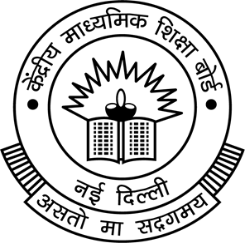 केंद्रीय माध्यमिक शिक्षा बोर्ड
नई दिल्ली
असतो मा सद्गमय